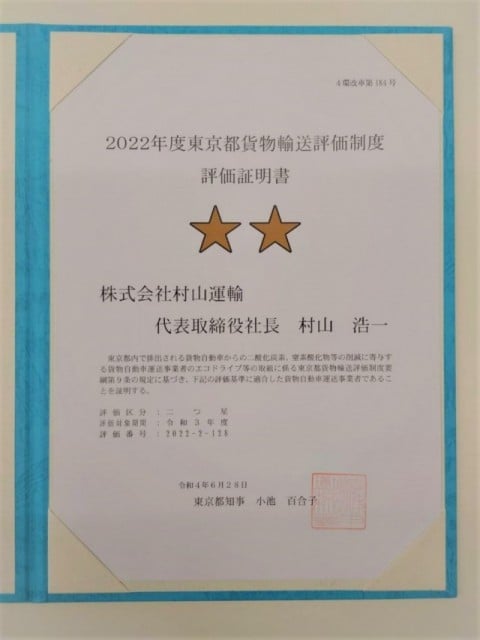 4環改車第484号
2022年度東京都貨物輸送評価制度
評価証明書
株式会社村山運輸
代表取締役社長 村山 浩一
東京都内で排出される貨物自動車からの二酸化炭素、窒素酸化物等の削減に寄与す
る貨物自動車運送事業者のエコドライブ等の取組に係る東京都貨物輸送評価制度要
綱第9条の規定に基づき、下記の評価基準に適合した貨物自動車運送事業者であるこ
とを証明する。
評価区分:二つ星
評価対象期間:令和3年度
評価番号:2022-2-128
令和4年6月28日
東京都知事 小池 百合子